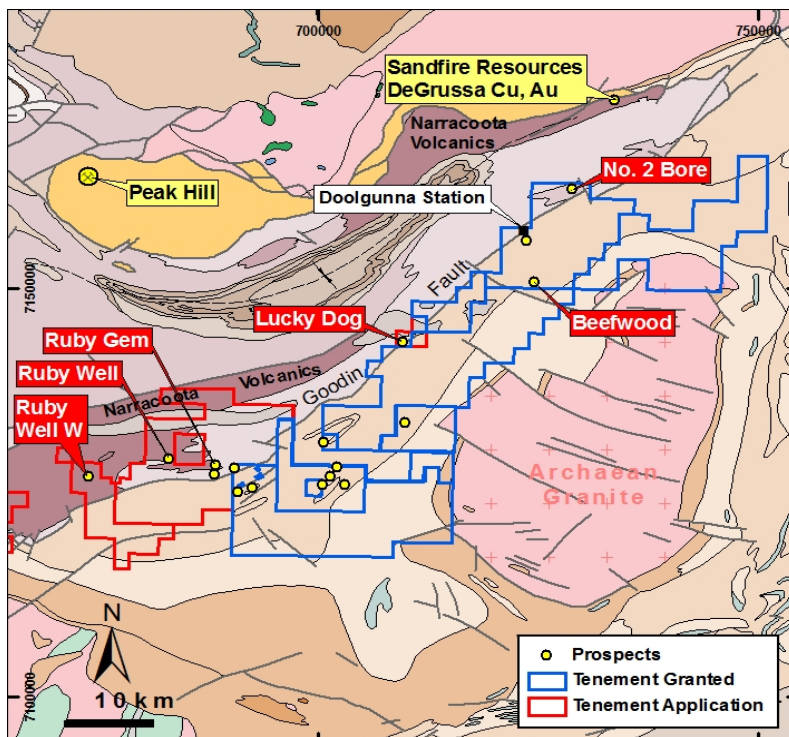 700000
750000
Sandfire Resources
DeGrussa Cu, Au
Narracoota
Volcanics
Peak Hill
No. 2 Bore
Doolgunna Station
7150000
Fault
Lucky Dog
Beefwood
Ruby Gem
Ruby Well
Volcanics
Goodin
Narracoota
Ruby
Well W
Archaean
Granite
N
10 km
7100000
Prospects
Tenement Granted
Tenement Application